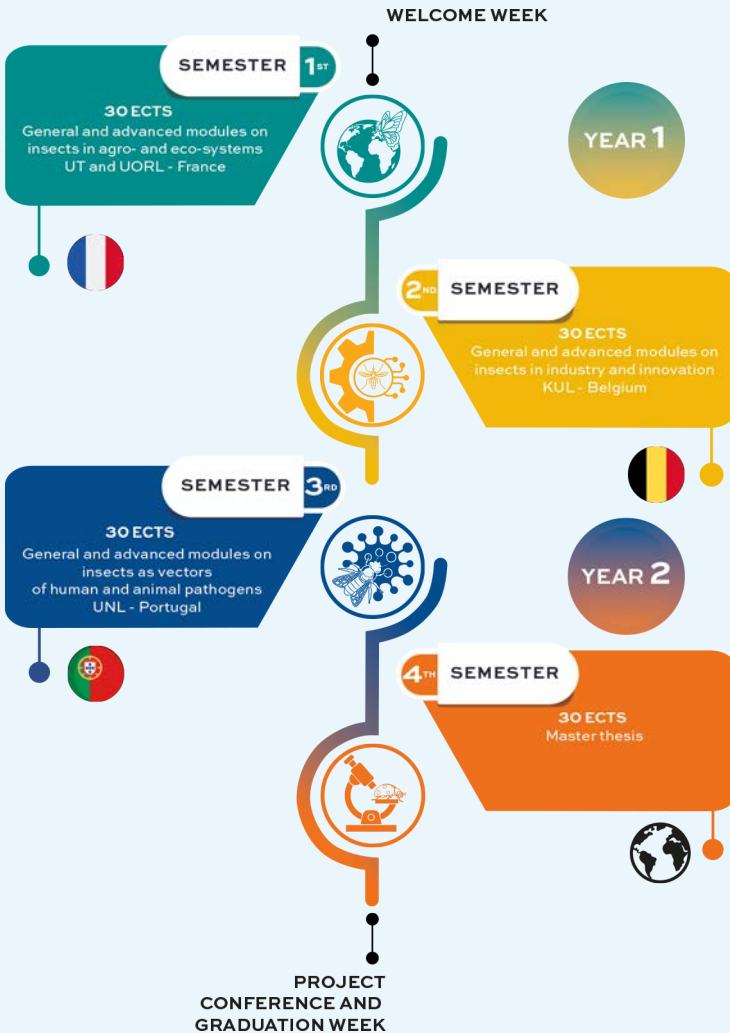 WELCOME WEEK
SEMESTER 1ST
30 ECTS
General and advanced modules on
insects in agro- and eco-systems
UT and UORL - France
YEAR 1
2ND SEMESTER
30 ECTS
General and advanced modules on
insects in industry and innovation
KUL - Belgium
SEMESTER 3RD
30 ECTS
General and advanced modules on
insects as vectors
of human and animal pathogens
UNL - Portugal
YEAR 2
4TH SEMESTER
30 ECTS
Master thesis
PROJECT
CONFERENCE AND
GRADUATION WEEK